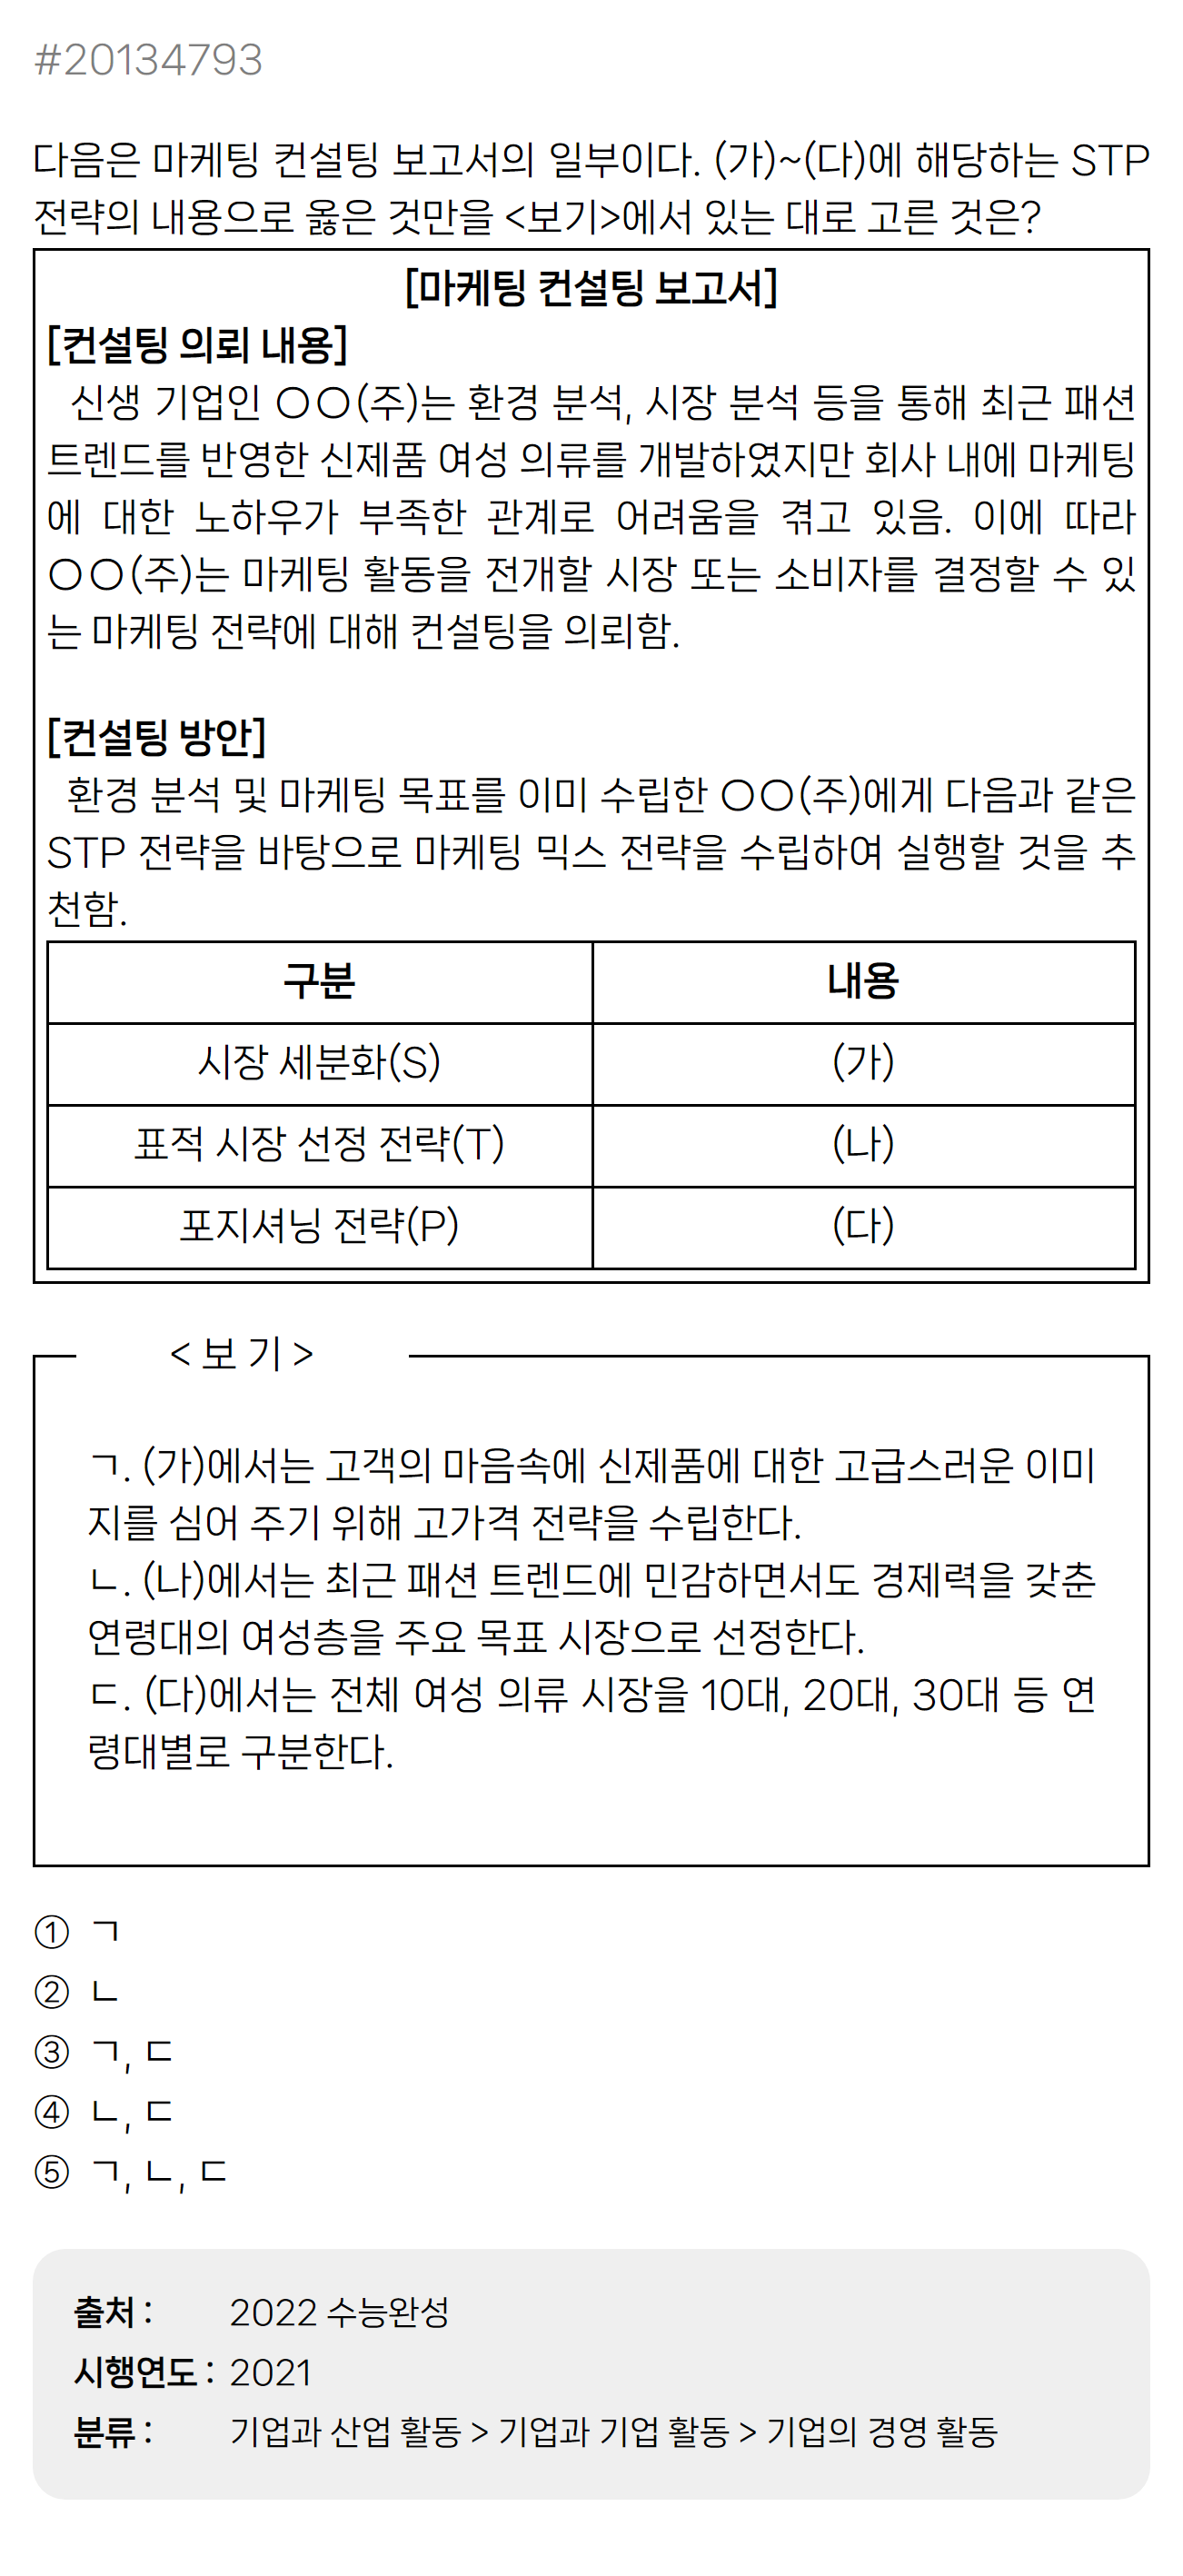 #20134793
다음은 마케팅 컨설팅 보고서의 일부이다. (가)~(다)에 해당하는 STP
전략의 내용으로 옳은 것만을 <보기>에서 있는 대로 고른 것은?
[마케팅 컨설팅 보고서]
[컨설팅 의뢰 내용]
신생 기업인 ○○(주)는 환경 분석, 시장 분석 등을 통해 최근 패션
트렌드를 반영한 신제품 여성 의류를 개발하였지만 회사 내에 마케팅
에 대한 노하우가 부족한 관계로 어려움을 겪고 있음. 이에 따라
○○(주)는 마케팅 활동을 전개할 시장 또는 소비자를 결정할 수 있
는 마케팅 전략에 대해 컨설팅을 의뢰함.
[컨설팅 방안]
환경 분석 및 마케팅 목표를 이미 수립한 ○○(주)에게 다음과 같은
STP 전략을 바탕으로 마케팅 믹스 전략을 수립하여 실행할 것을 추
천함.
구분 내용
시장 세분화(S) (가)
표적 시장 선정 전략(T) (나)
포지셔닝 전략(P) (다)
< 보 기 >
ㄱ. (가)에서는 고객의 마음속에 신제품에 대한 고급스러운 이미
지를 심어 주기 위해 고가격 전략을 수립한다.
ㄴ. (나)에서는 최근 패션 트렌드에 민감하면서도 경제력을 갖춘
연령대의 여성층을 주요 목표 시장으로 선정한다.
ㄷ. (다)에서는 전체 여성 의류 시장을 10대, 20대, 30대 등 연
령대별로 구분한다.
① ㄱ
② ㄴ
③ ㄱ, ㄷ
④ ㄴ, ㄷ
⑤ ㄱ, ㄴ, ㄷ
출처 : 2022 수능완성
시행연도 : 2021
분류 : 기업과 산업 활동 > 기업과 기업 활동 > 기업의 경영 활동